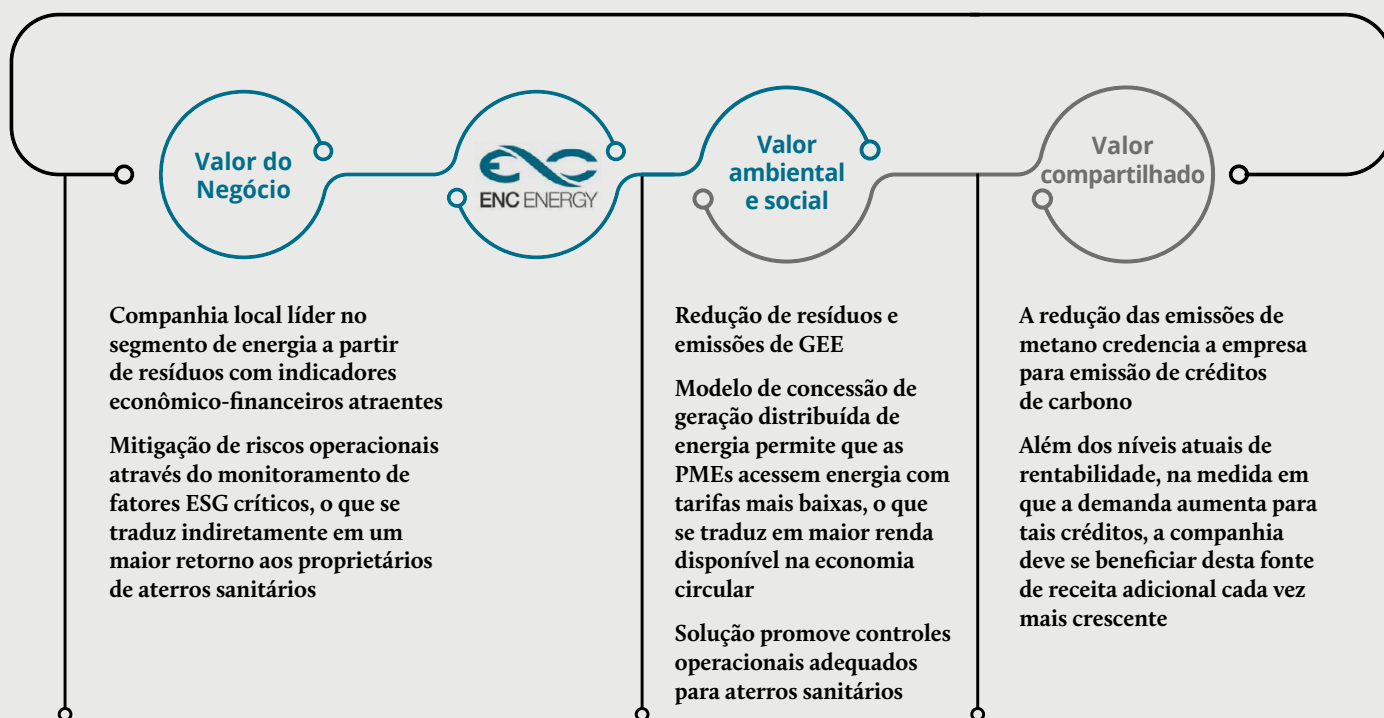 Valor do
Negócio
ENC
ENC ENERGY
Valor
ambiental
e social
Valor
compartilhado
Companhia local líder no
segmento de energia a partir
de resíduos com indicadores
econômico-financeiros atraentes
Mitigação de riscos operacionais
através do monitoramento de
fatores ESG críticos, o que se
traduz indiretamente em um
maior retorno aos proprietários
de aterros sanitários
Redução de resíduos e
emissões de GEE
Modelo de concessão de
geração distribuída de
energia permite que as
PMEs acessem energia com
tarifas mais baixas, o que
se traduz em maior renda
disponível na economia
circular
Solução promove controles
operacionais adequados
para aterros sanitários
A redução das emissões de
metano credencia a empresa
para emissão de créditos
de carbono
Além dos níveis atuais de
rentabilidade, na medida em
que a demanda aumenta para
tais créditos, a companhia
deve se beneficiar desta fonte
de receita adicional cada vez
mais crescente